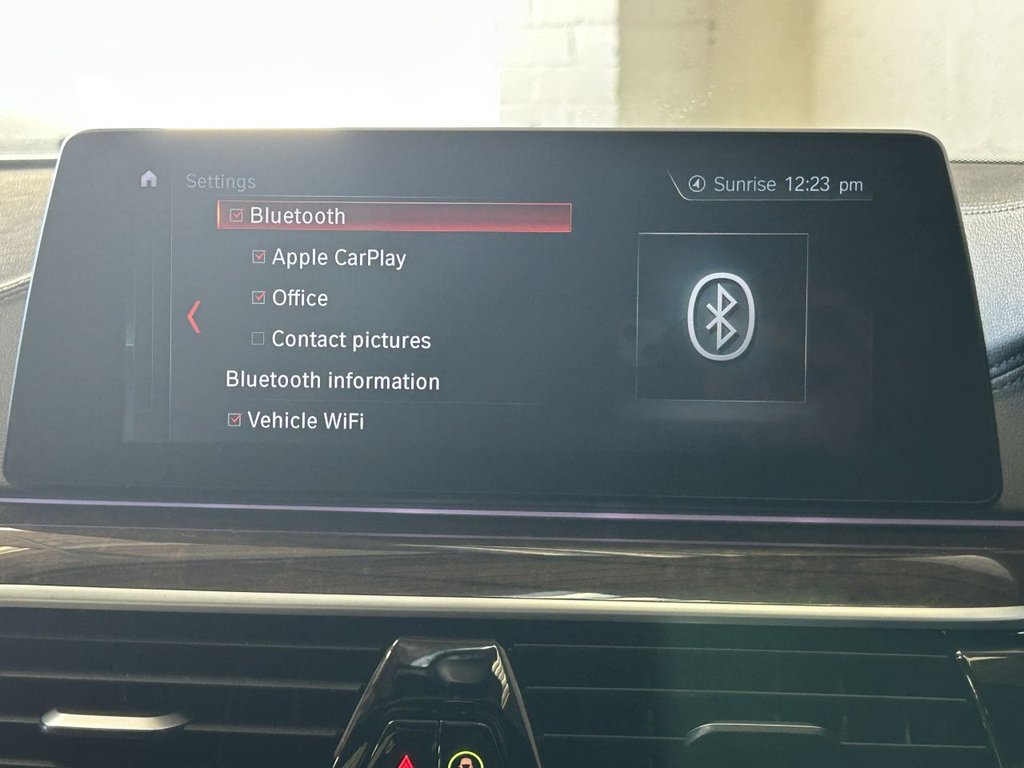 Settings
Sunrise 12:23 pm
Bluetooth
Apple CarPlay
Office
Contact pictures
Bluetooth information
Vehicle WiFi